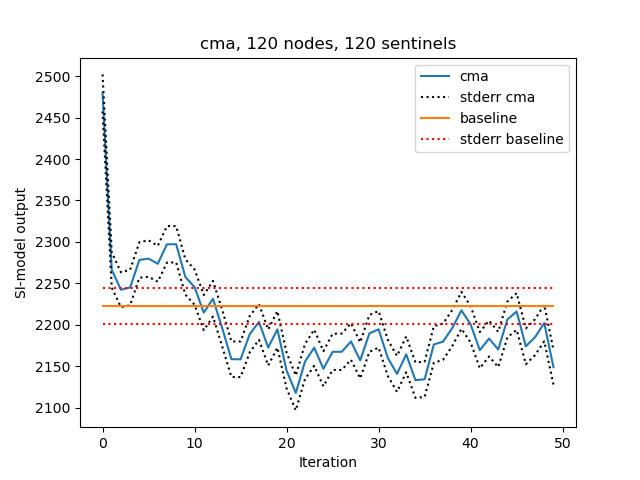 cma, 120 nodes, 120 sentinels
cma
stderr cma
baseline
stderr baseline
SI-model output
2500
2450
2400
2350
2300
2250
2200
2150
2100
0 10 20 30 40 50
Iteration